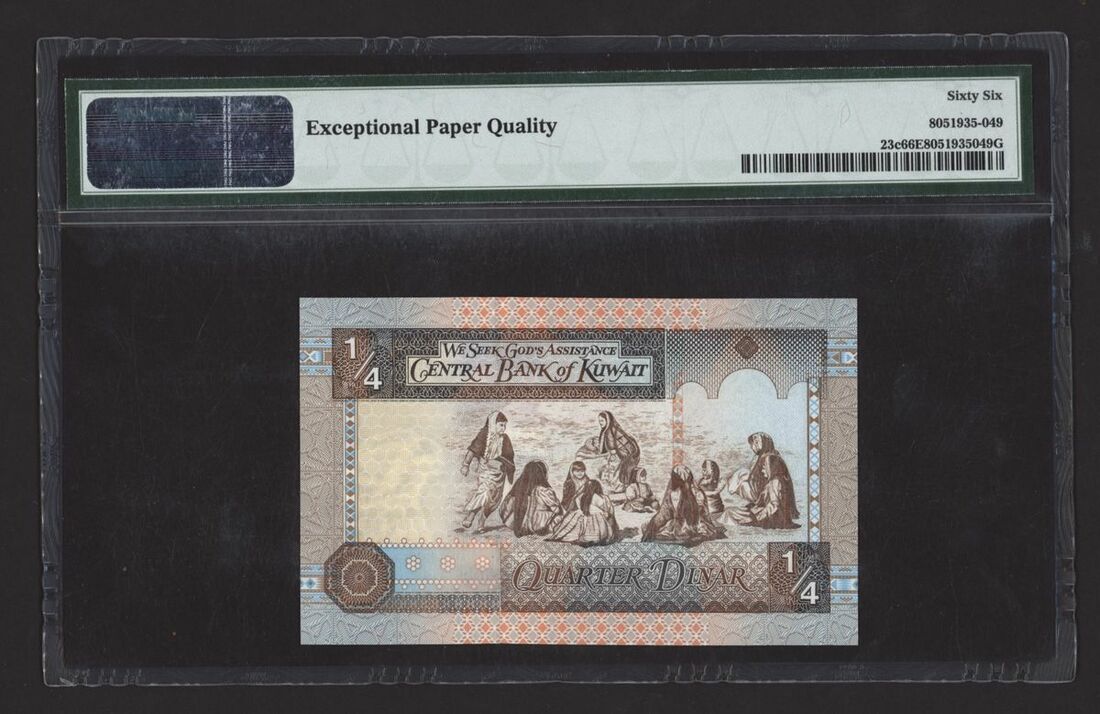 Sixty Six
Exceptional Paper Quality
8051935-049
23c66E8051935049G
1/4
WE SEEK GOD'S ASSISTANCE
CENTRAL BANK of KUWAIT
QUARTER DINAR
1/4